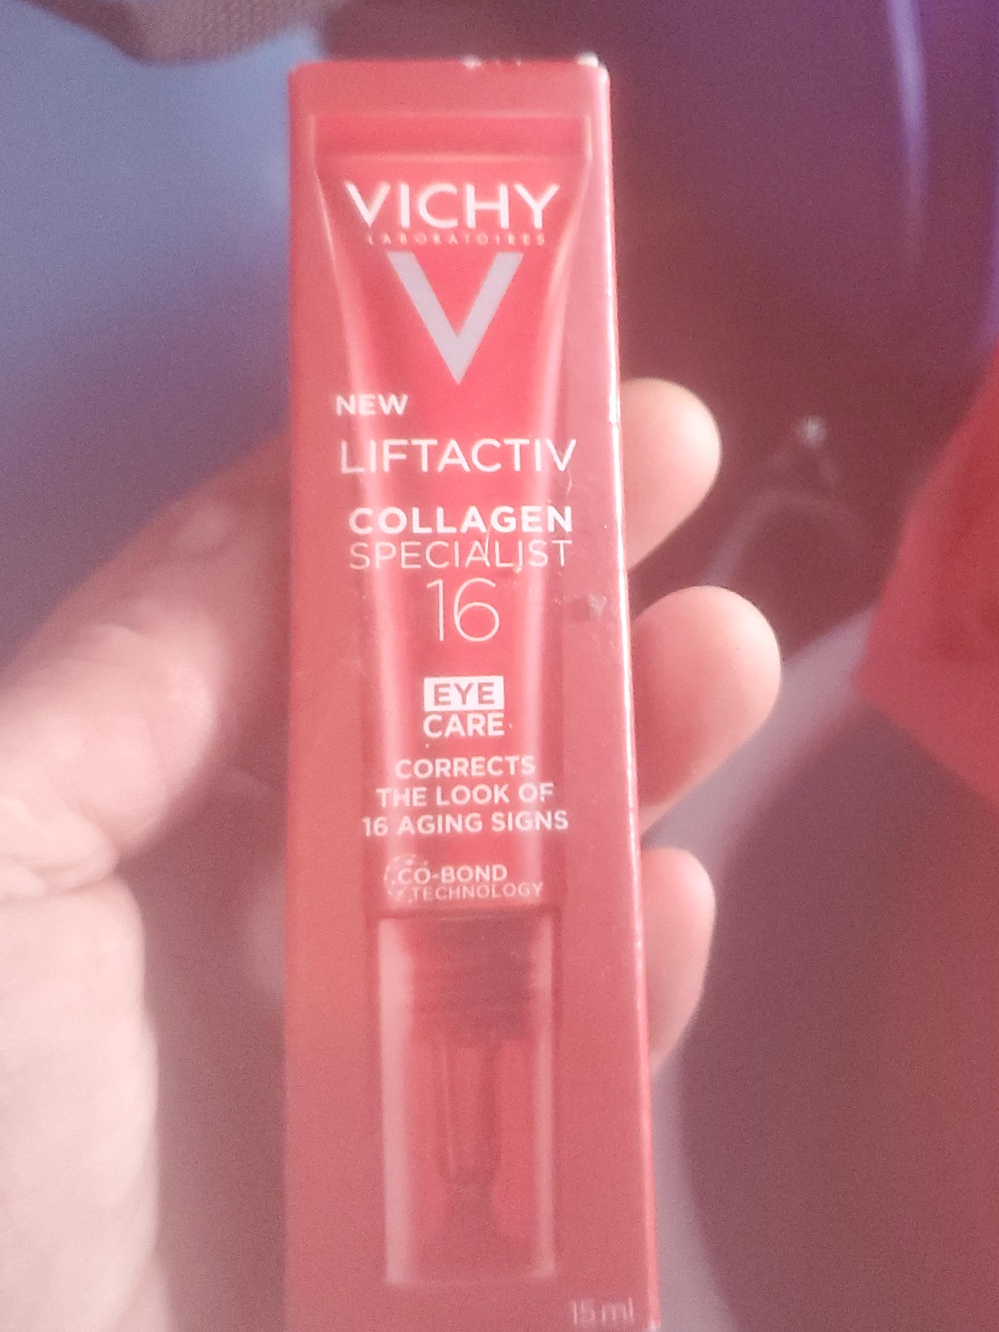 VICHY
LABORATOIRES
V
NEW
LIFTACTIV
COLLAGEN
SPECIALIST
16
EYE
CARE
CORRECTS
THE LOOK OF
16 AGING SIGNS
CO-BOND
TECHNOLOGY
15 ml